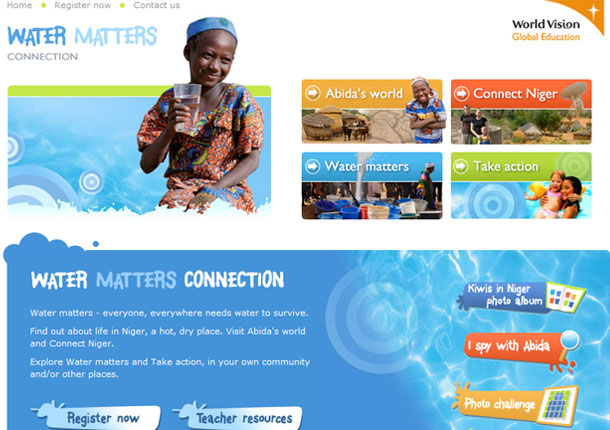 Home • Register now • Contact us
World Vision
Global Education
WATER MATTERS
CONNECTION
Abida's world
Connect Niger
Water matters
Take action
WATER MATTERS CONNECTION
Water matters - everyone, everywhere needs water to survive.
Find out about life in Niger, a hot, dry place. Visit Abida's world
and Connect Niger.
Explore Water matters and Take action, in your own community
and/or other places.
Kiwis in Niger
photo album
I spy with Abida
Photo challenge
Register now
Teacher resources